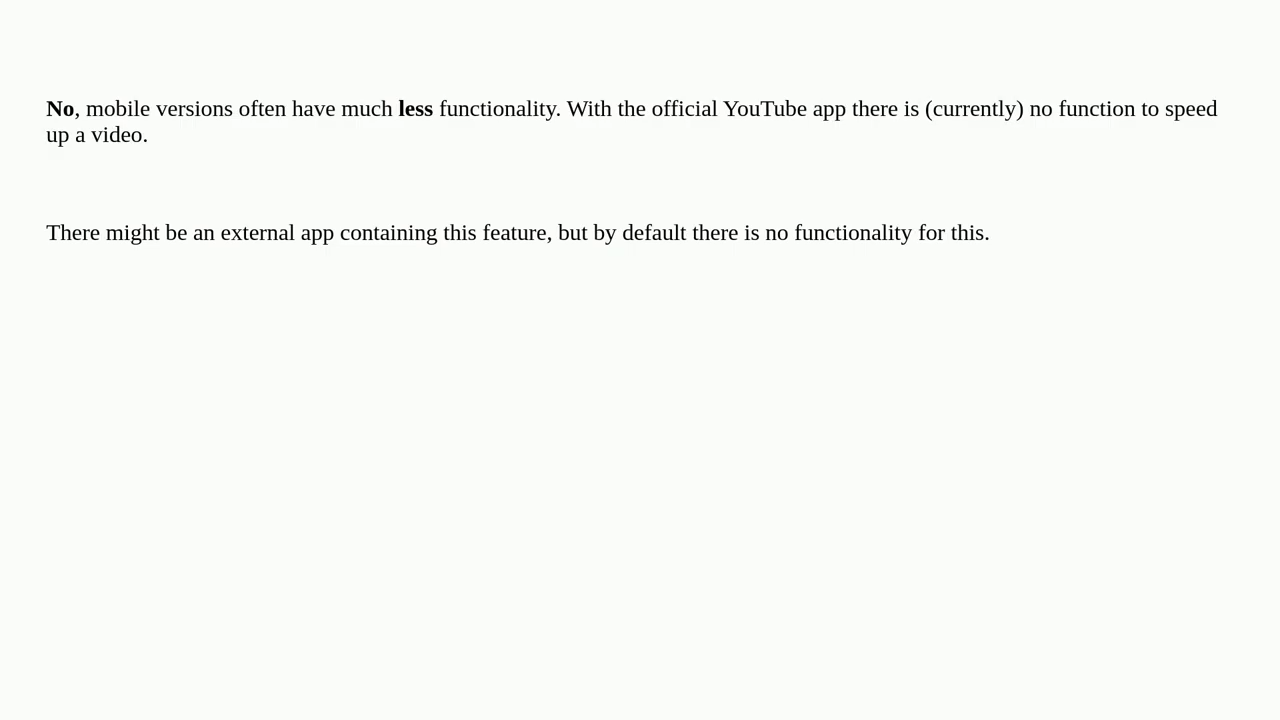 No, mobile versions often have much less functionality. With the official YouTube app there is (currently) no function to speed
up a video.
There might be an external app containing this feature, but by default there is no functionality for this.